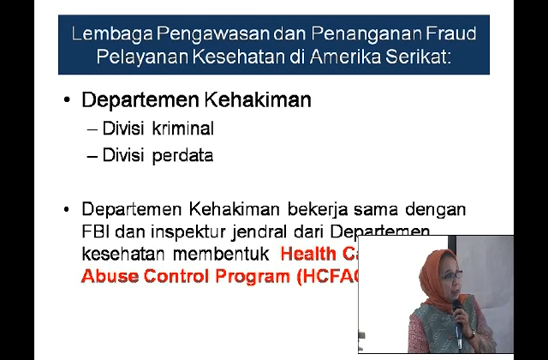 Lembaga Pengawasan dan Penanganan Fraud
Pelayanan Kesehatan di Amerika Serikat:
• Departemen Kehakiman
– Divisi kriminal
– Divisi perdata
• Departemen Kehakiman bekerja sama dengan
FBI dan inspektur jendral dari Departemen
kesehatan membentuk Health
Abuse Control Program (HCFAC